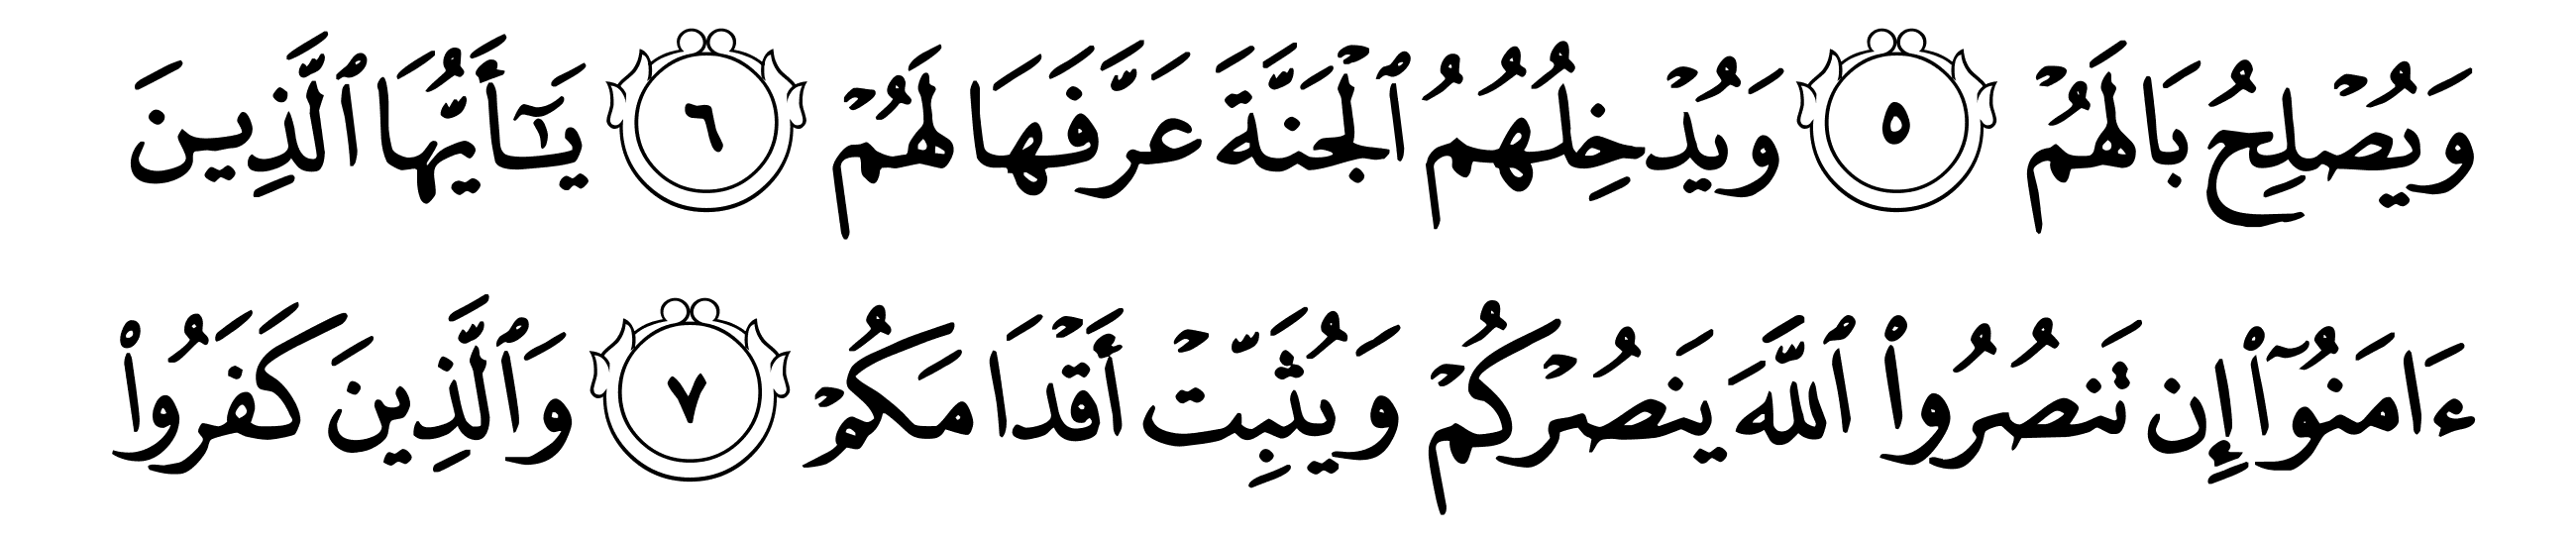 وَيُصْلِحُ بَالَهُمْ ٥ وَيُدْخِلُهُمُ ٱلْجَنَّةَ عَرَّفَهَا لَهُمْ ٦ يَـٰٓأَيُّهَا ٱلَّذِينَ
ءَامَنُوٓا۟ إِن تَنصُرُوا۟ ٱللَّهَ يَنصُرْكُمْ وَيُثَبِّتْ أَقْدَامَكُمْ ٧ وَٱلَّذِينَ كَفَرُوا۟